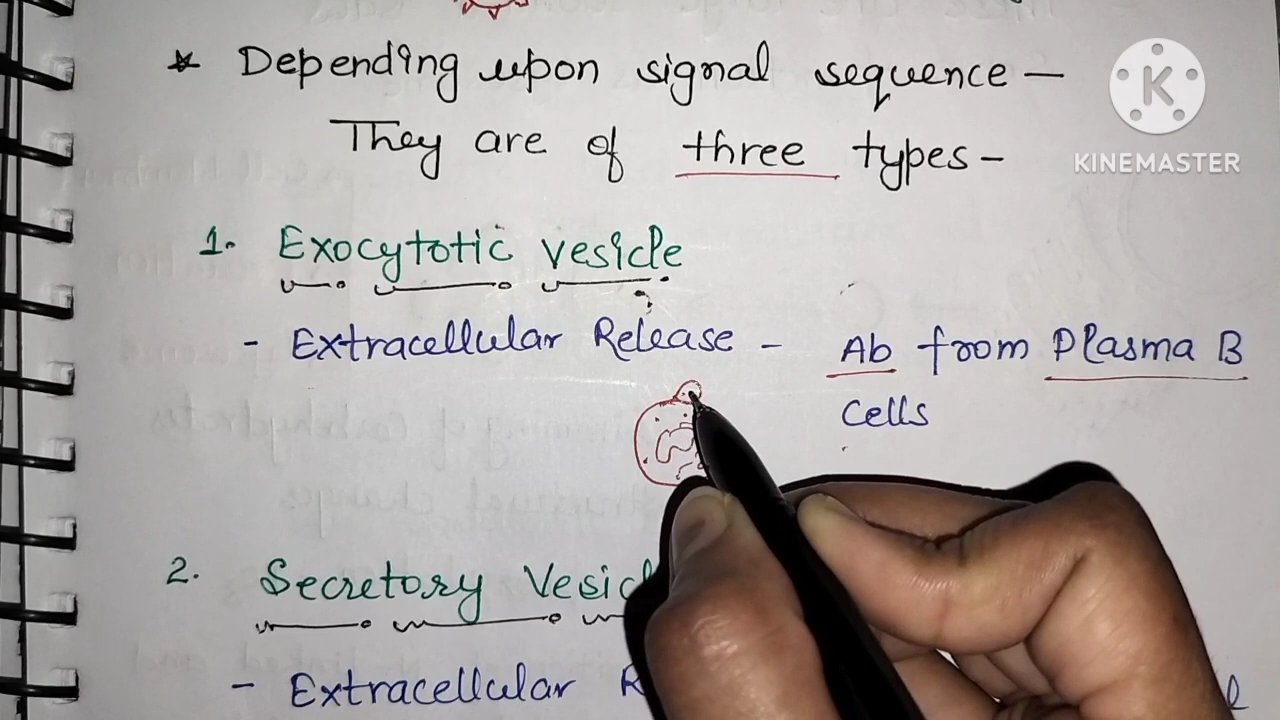 * Depending upon signal sequence —
They are of three types -
1. Exocytotic vesicle
- Extracellular Release - Ab from Plasma B
Cells
2. Secretory
- Extracellular
K
KINEMASTER